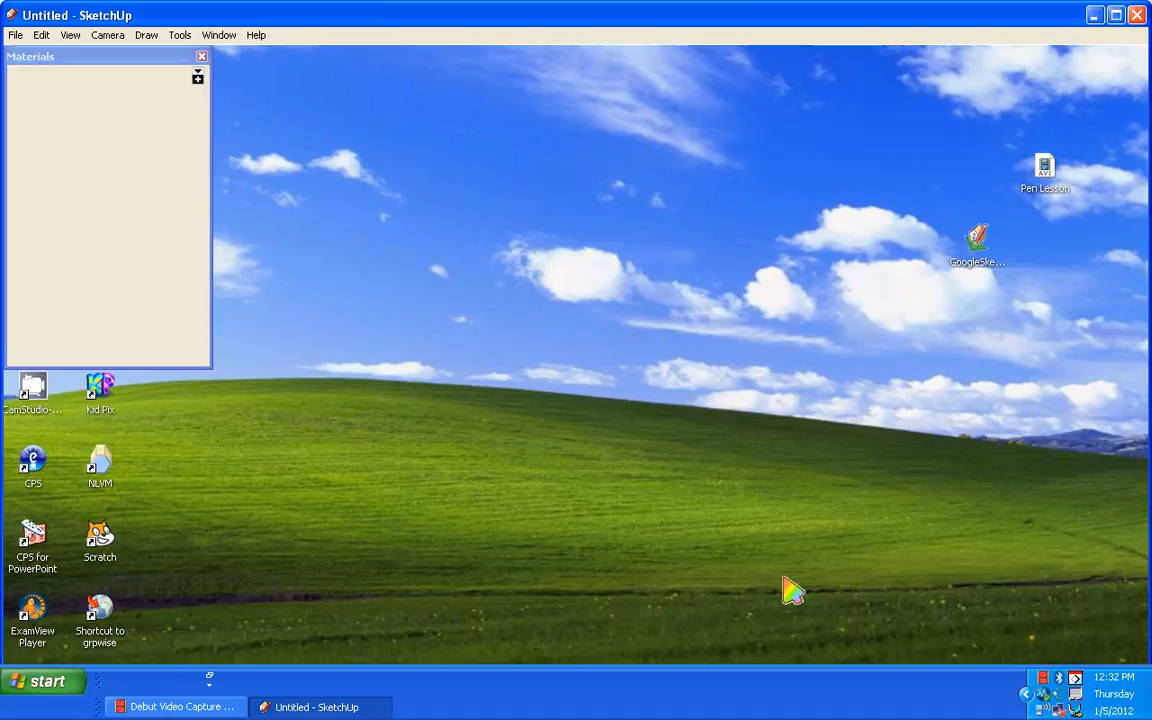 Untitled - SketchUp
File Edit View Camera Draw Tools Window Help
Materials
Pen Lesson
GoogleSke...
CamStudio-...
Kid Pix
CPS
NLVM
CPS for
PowerPoint
Scratch
ExamView
Player
Shortcut to
grpwise
start
Debut Video Capture ...
Untitled - SketchUp
12:32 PM
Thursday
1/5/2012